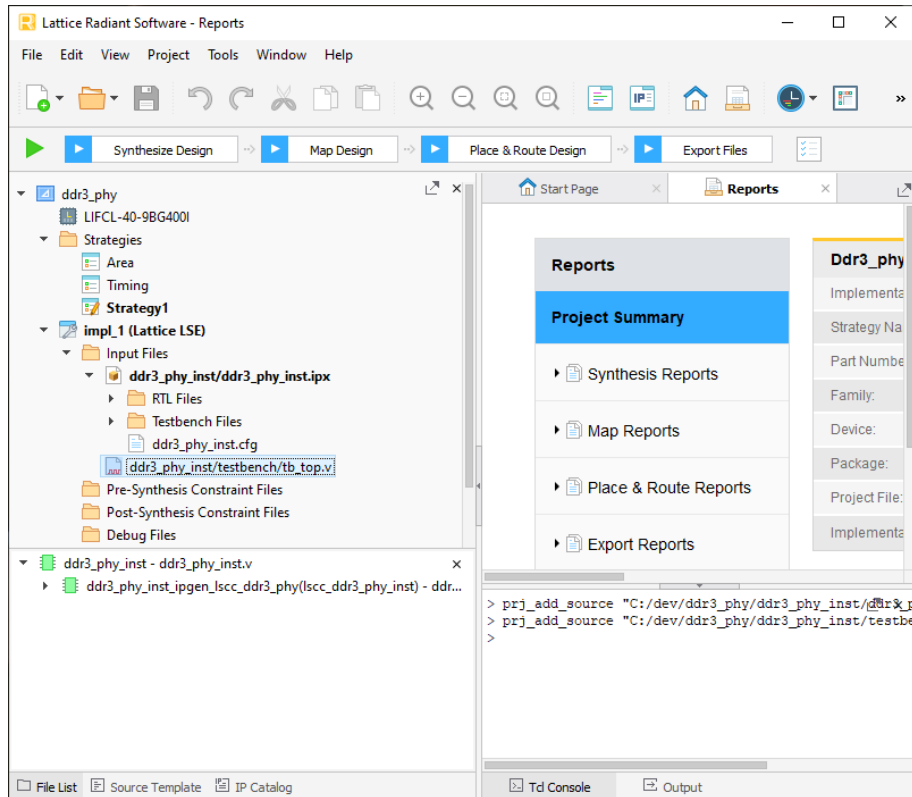 Lattice Radiant Software - Reports
File Edit View Project Tools Window Help
»
Synthesize Design Map Design Place & Route Design Export Files
ddr3_phy
LIFCL-40-9BG400I
Strategies
Area
Timing
Strategy1
impl_1 (Lattice LSE)
Input Files
ddr3_phy_inst/ddr3_phy_inst.ipx
RTL Files
Testbench Files
ddr3_phy_inst.cfg
ddr3_phy_inst/testbench/tb_top.v
Pre-Synthesis Constraint Files
Post-Synthesis Constraint Files
Debug Files
ddr3_phy_inst - ddr3_phy_inst.v
ddr3_phy_inst_ipgen_lscc_ddr3_phy(lscc_ddr3_phy_inst) - ddr...
File List Source Template IP Catalog
Start Page Reports
Reports
Project Summary
Synthesis Reports
Map Reports
Place & Route Reports
Export Reports
Ddr3_phy
Implementa
Strategy Na
Part Numbe
Family:
Device:
Package:
Project File:
Implementa
> prj_add_source "C:/dev/ddr3_phy/ddr3_phy_inst/ddr3_p
> prj_add_source "C:/dev/ddr3_phy/ddr3_phy_inst/testbe
>
Tcl Console Output